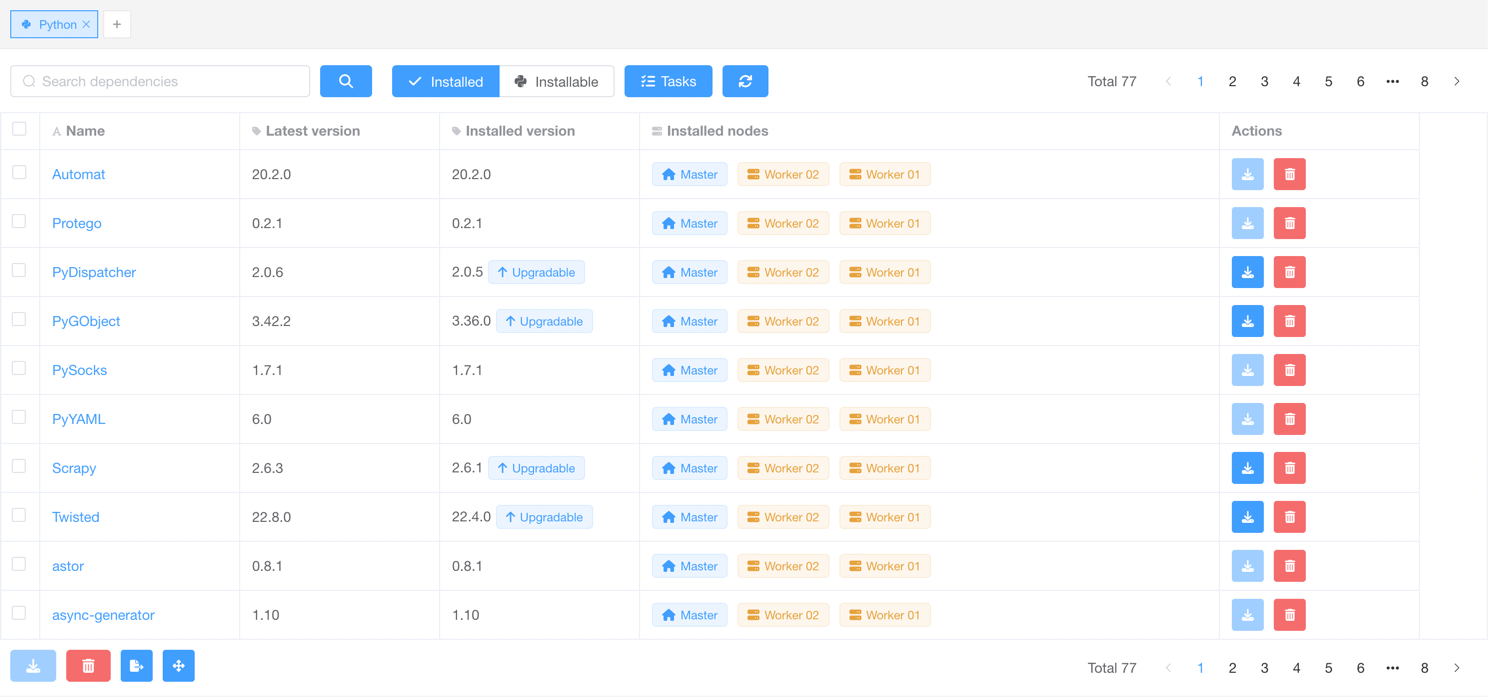 Python
Search dependencies Installed Installable Tasks Total 77 1 2 3 4 5 6 ••• 8
A Name Latest version Installed version Installed nodes Actions
Automat 20.2.0 20.2.0 Master Worker 02 Worker 01
Protego 0.2.1 0.2.1 Master Worker 02 Worker 01
PyDispatcher 2.0.6 2.0.5 Upgradable Master Worker 02 Worker 01
PyGObject 3.42.2 3.36.0 Upgradable Master Worker 02 Worker 01
PySocks 1.7.1 1.7.1 Master Worker 02 Worker 01
PyYAML 6.0 6.0 Master Worker 02 Worker 01
Scrapy 2.6.3 2.6.1 Upgradable Master Worker 02 Worker 01
Twisted 22.8.0 22.4.0 Upgradable Master Worker 02 Worker 01
astor 0.8.1 0.8.1 Master Worker 02 Worker 01
async-generator 1.10 1.10 Master Worker 02 Worker 01
Total 77 1 2 3 4 5 6 ••• 8